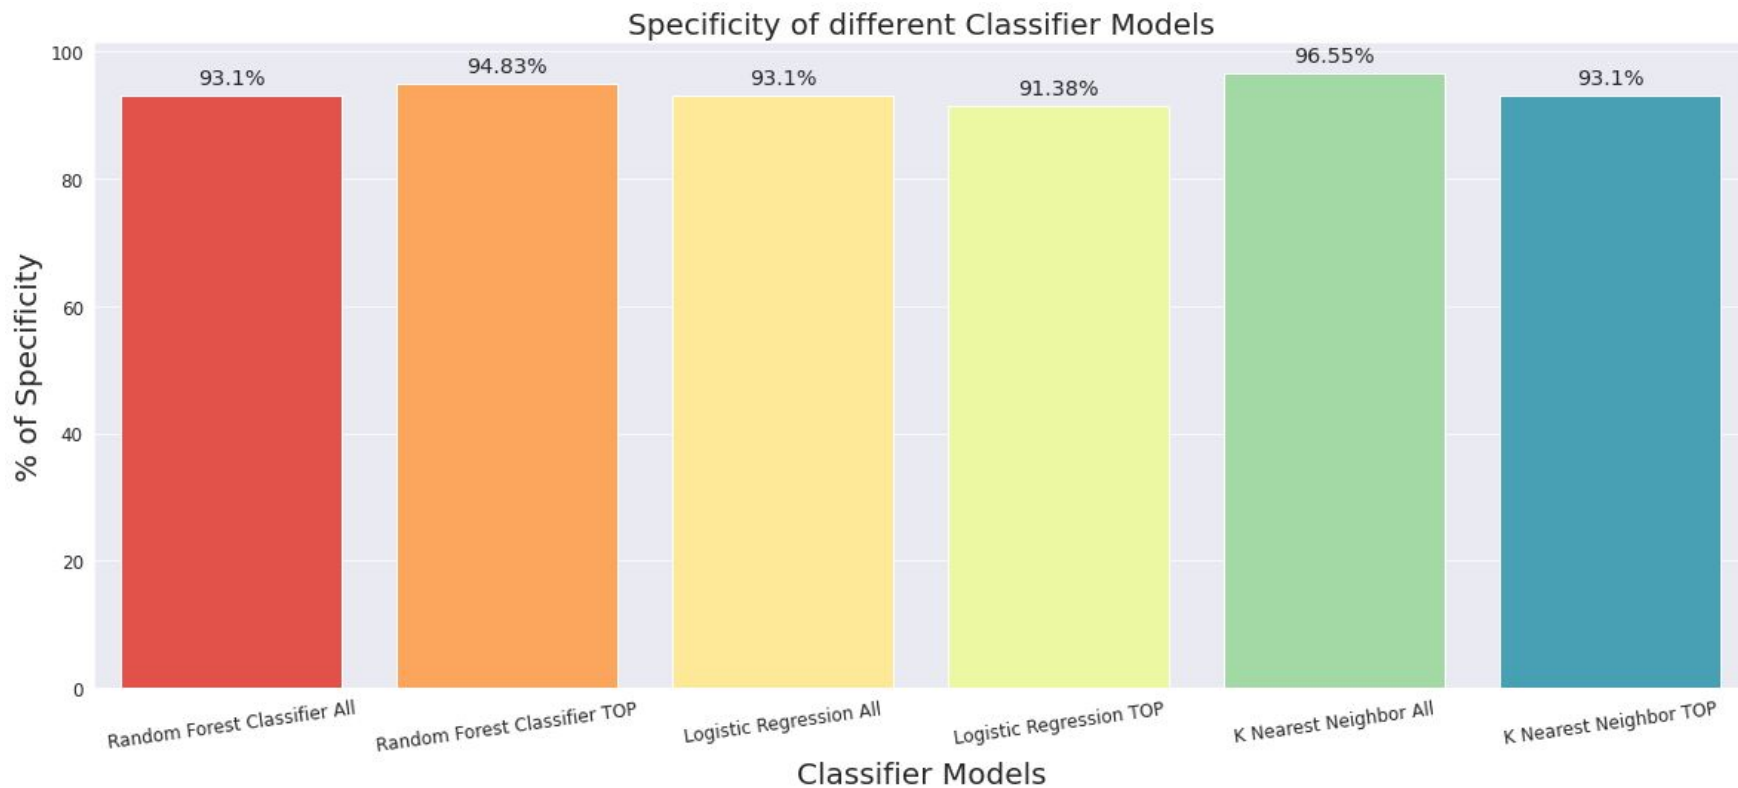 Specificity of different Classifier Models
100
80
60
40
20
0
% of Specificity
93.1%
94.83%
93.1%
91.38%
96.55%
93.1%
Random Forest Classifier All
Random Forest Classifier TOP
Logistic Regression All
Logistic Regression TOP
K Nearest Neighbor All
K Nearest Neighbor TOP
Classifier Models